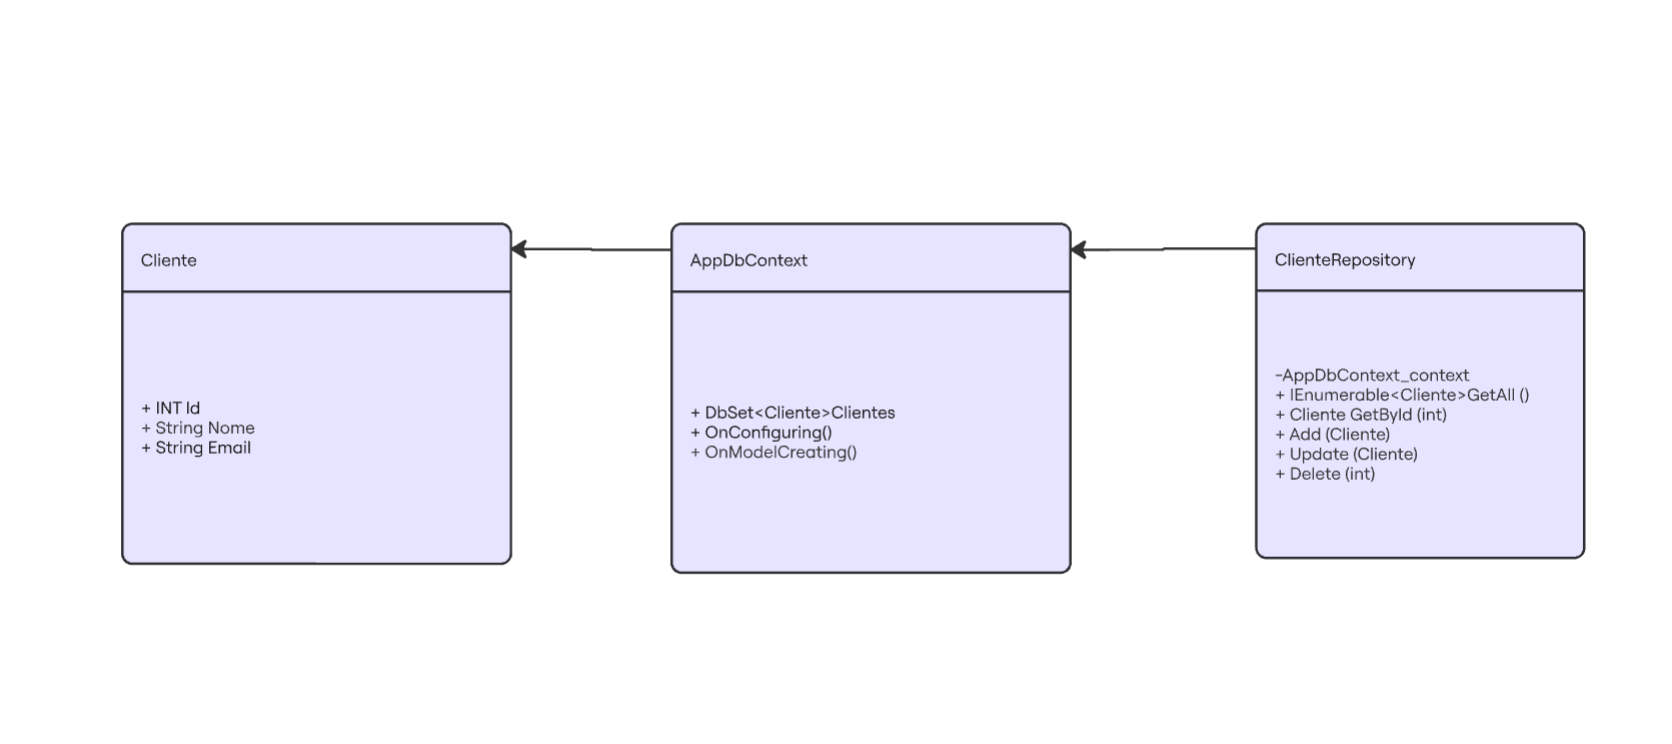 Cliente
+ INT Id
+ String Nome
+ String Email
AppDbContext
+ DbSet<Cliente>Clientes
+ OnConfiguring()
+ OnModelCreating()
ClienteRepository
-AppDbContext_context
+ IEnumerable<Cliente>GetAll ()
+ Cliente GetById (int)
+ Add (Cliente)
+ Update (Cliente)
+ Delete (int)